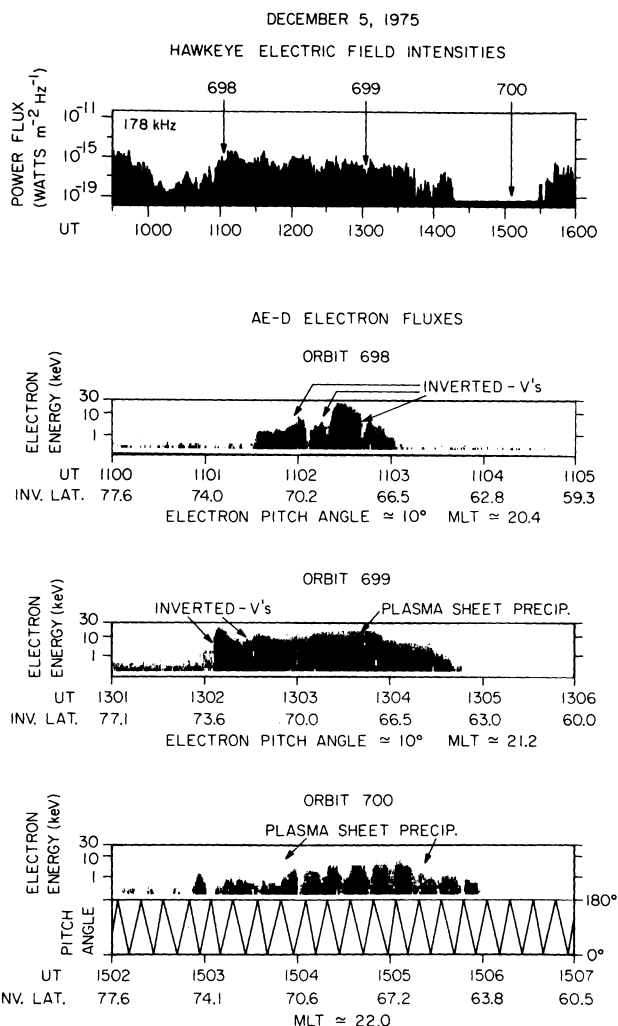 DECEMBER 5, 1975
HAWKEYE ELECTRIC FIELD INTENSITIES
698 699 700
POWER FLUX
(WATTS m⁻² Hz⁻¹)
10⁻¹¹
10⁻¹⁵
10⁻¹⁹
178 kHz
UT 1000 1100 1200 1300 1400 1500 1600
AE-D ELECTRON FLUXES
ORBIT 698
ELECTRON
ENERGY (keV)
30
10
1
INVERTED-V's
UT 1100 1101 1102 1103 1104 1105
INV. LAT. 77.6 74.0 70.2 66.5 62.8 59.3
ELECTRON PITCH ANGLE ≃ 10° MLT ≃ 20.4
ORBIT 699
ELECTRON
ENERGY (keV)
30
10
1
INVERTED-V's PLASMA SHEET PRECIP.
UT 1301 1302 1303 1304 1305 1306
INV. LAT. 77.1 73.6 70.0 66.5 63.0 60.0
ELECTRON PITCH ANGLE ≃ 10° MLT ≃ 21.2
ORBIT 700
ELECTRON
ENERGY (keV)
30
10
1
PLASMA SHEET PRECIP.
PITCH
ANGLE
180°
0°
UT 1502 1503 1504 1505 1506 1507
NV. LAT. 77.6 74.1 70.6 67.2 63.8 60.5
MLT ≃ 22.0